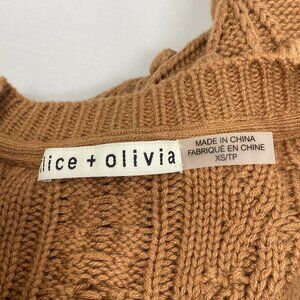 lice + olivia
MADE IN CHINA
FABRIQUÉ EN CHINE
XS/TP